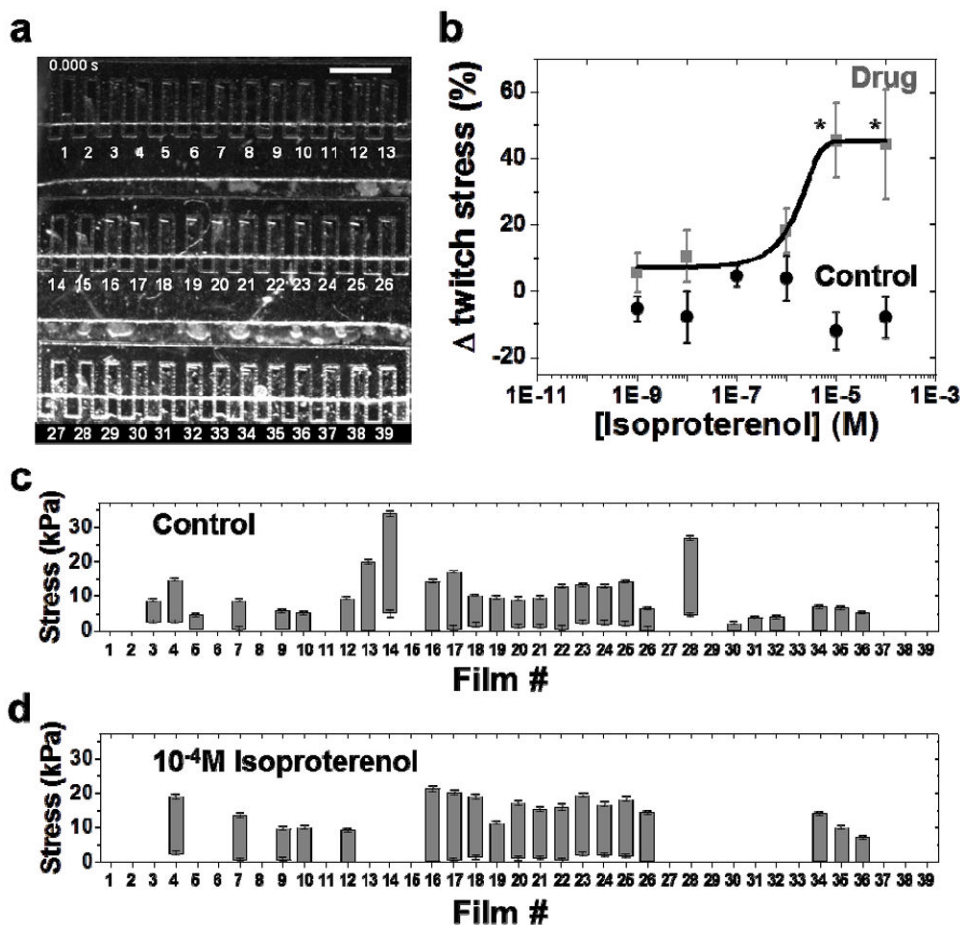 a
0.000 s
1 2 3 4 5 6 7 8 9 10 11 12 13
14 15 16 17 18 19 20 21 22 23 24 25 26
27 28 29 30 31 32 33 34 35 36 37 38 39
b
Δ twitch stress (%)
60
40
20
0
-20
Drug
* *
Control
1E-11 1E-9 1E-7 1E-5 1E-3
[Isoproterenol] (M)
c
Stress (kPa)
30
20
10
0
Control
1 2 3 4 5 6 7 8 9 10 11 12 13 14 15 16 17 18 19 20 21 22 23 24 25 26 27 28 29 30 31 32 33 34 35 36 37 38 39
Film #
d
Stress (kPa)
30
20
10
0
10⁻⁴M Isoproterenol
1 2 3 4 5 6 7 8 9 10 11 12 13 14 15 16 17 18 19 20 21 22 23 24 25 26 27 28 29 30 31 32 33 34 35 36 37 38 39
Film #